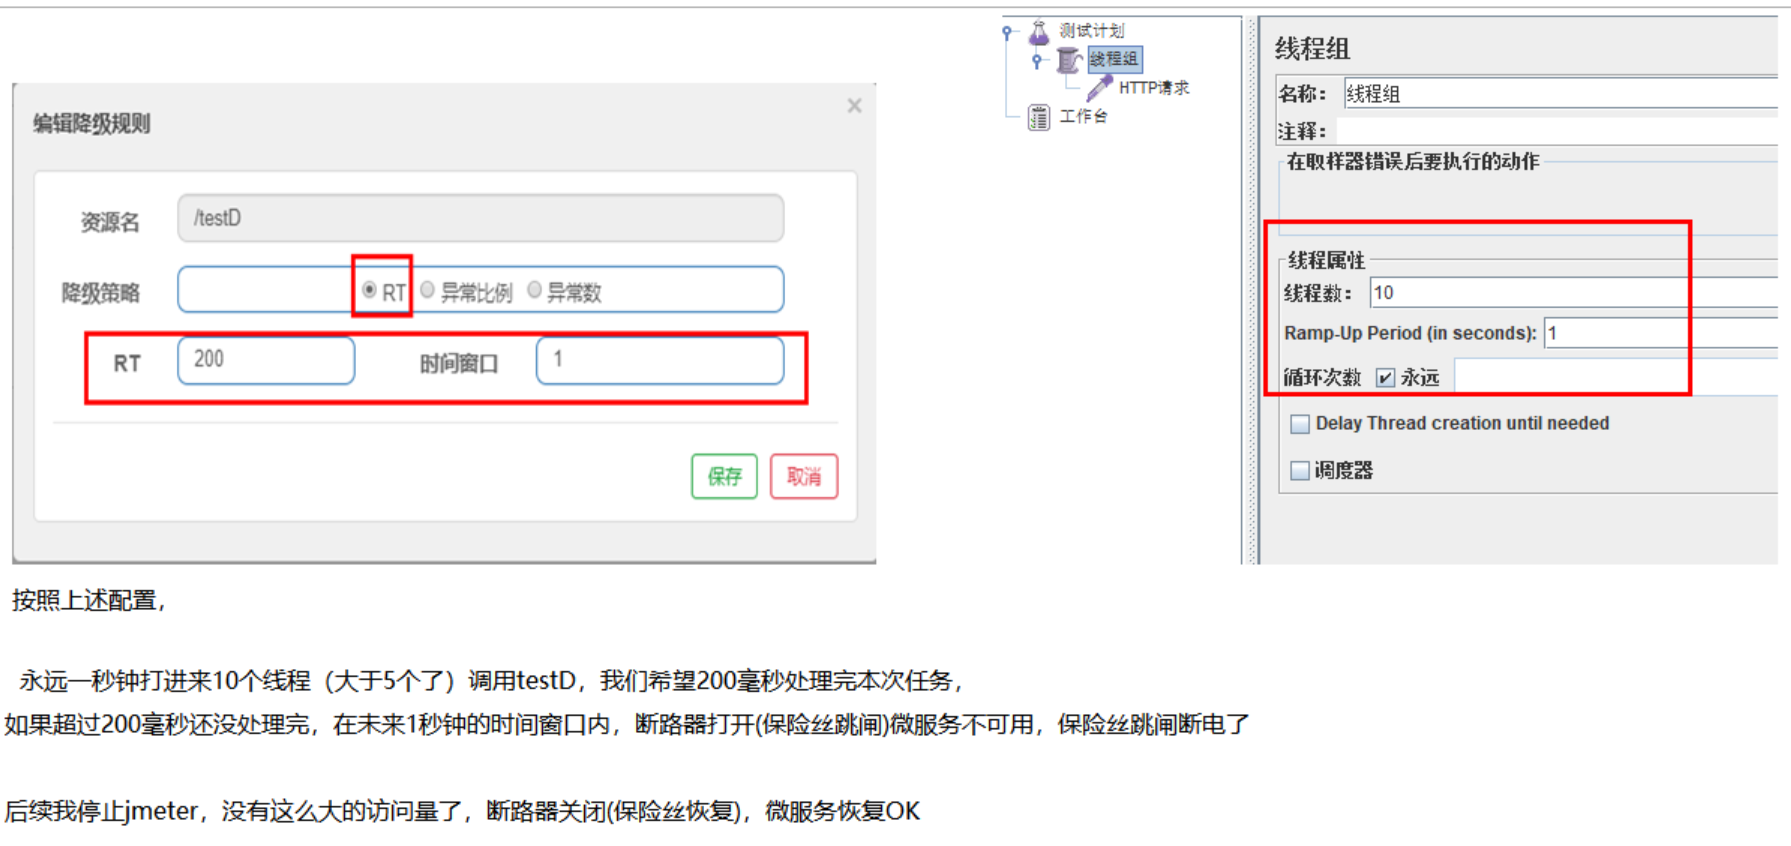 编辑降级规则
×
资源名
/testD
降级策略
RT 异常比例 异常数
RT
200
时间窗口
1
保存
取消
测试计划
线程组
HTTP请求
工作台
线程组
名称：
线程组
注释：
在取样器错误后要执行的动作
线程属性
线程数：
10
Ramp-Up Period (in seconds):
1
循环次数 永远
Delay Thread creation until needed
调度器
按照上述配置，
永远一秒钟打进来10个线程（大于5个了）调用testD，我们希望200毫秒处理完本次任务，
如果超过200毫秒还没处理完，在未来1秒钟的时间窗口内，断路器打开(保险丝跳闸)微服务不可用，保险丝跳闸断电了
后续我停止jmeter，没有这么大的访问量了，断路器关闭(保险丝恢复)，微服务恢复OK